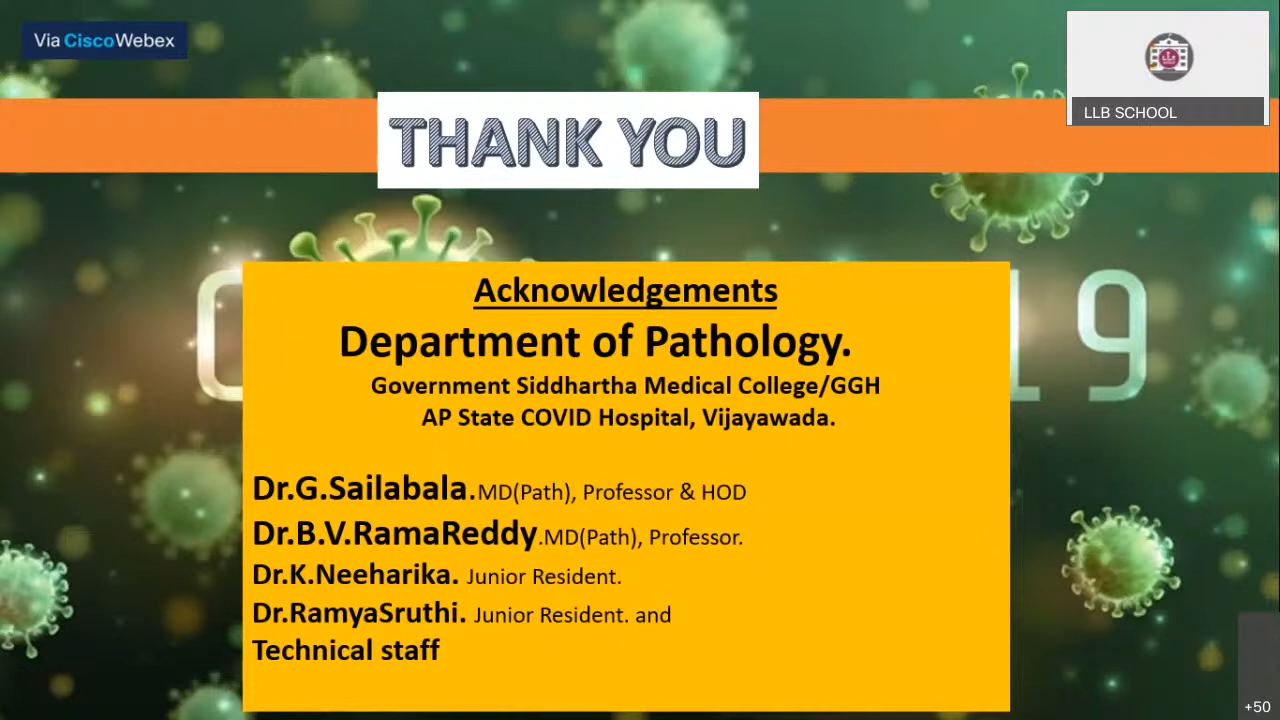 Via CiscoWebex
LLB SCHOOL
THANK YOU
19
Acknowledgements
Department of Pathology.
Government Siddhartha Medical College/GGH
AP State COVID Hospital, Vijayawada.
Dr.G.Sailabala.MD(Path), Professor & HOD
Dr.B.V.RamaReddy.MD(Path), Professor.
Dr.K.Neeharika. Junior Resident.
Dr.RamyaSruthi. Junior Resident. and
Technical staff
+50